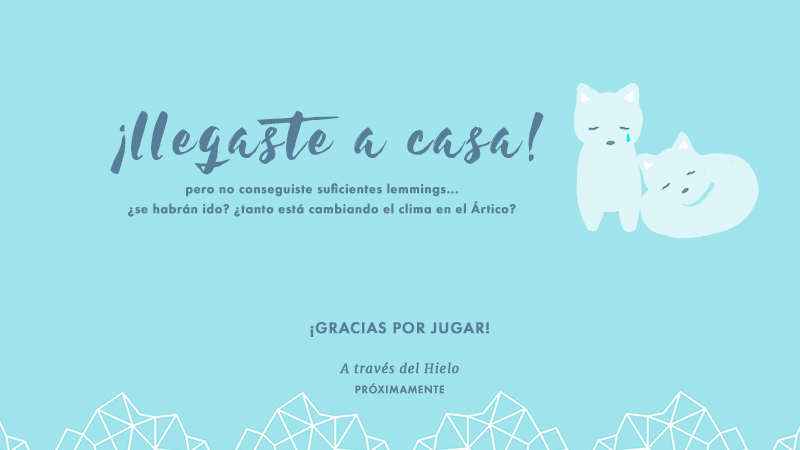 ¡llegaste a casa!
pero no conseguiste suficientes lemmings...
¿se habrán ido? ¿tanto está cambiando el clima en el Ártico?
¡GRACIAS POR JUGAR!
A través del Hielo
PRÓXIMAMENTE